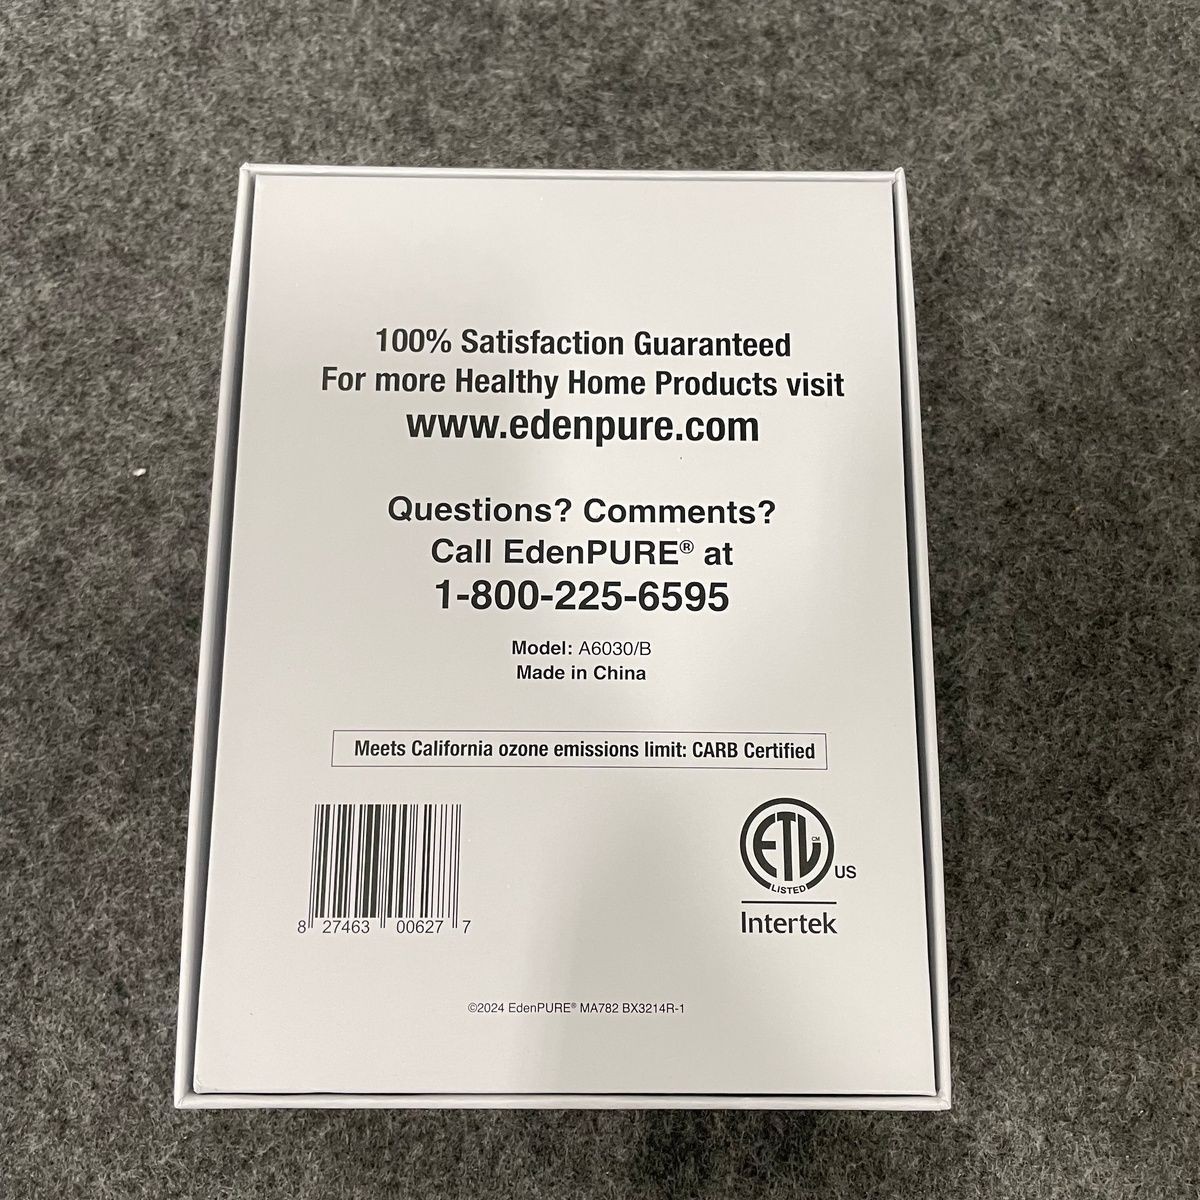 100% Satisfaction Guaranteed
For more Healthy Home Products visit
www.edenpure.com
Questions? Comments?
Call EdenPURE® at
1-800-225-6595
Model: A6030/B
Made in China
Meets California ozone emissions limit: CARB Certified
8 27463 00627 7
ETL CM
LISTED
US
Intertek
©2024 EdenPURE® MA782 BX3214R-1